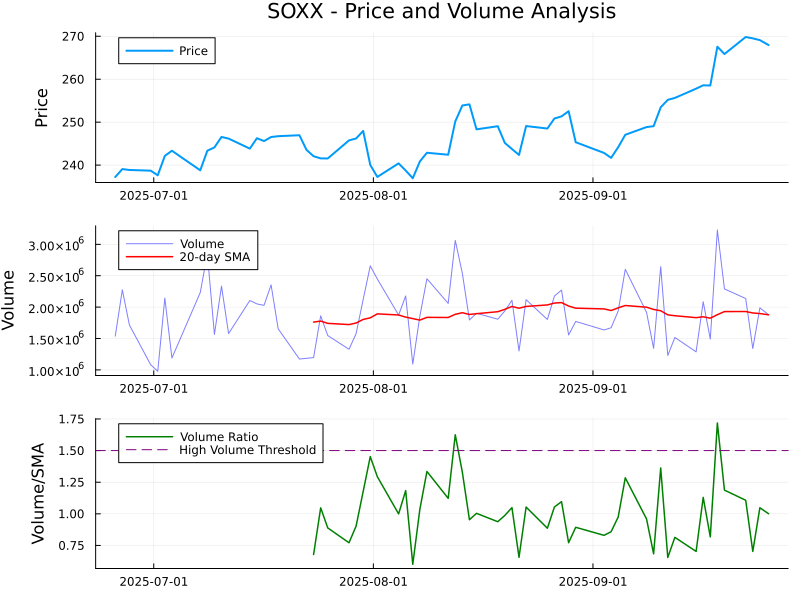 SOXX - Price and Volume Analysis
Price
270
260
250
240
Price
2025-07-01
2025-08-01
2025-09-01
Volume
3.00×10⁶
2.50×10⁶
2.00×10⁶
1.50×10⁶
1.00×10⁶
Volume
20-day SMA
2025-07-01
2025-08-01
2025-09-01
Volume/SMA
1.75
1.50
1.25
1.00
0.75
Volume Ratio
High Volume Threshold
2025-07-01
2025-08-01
2025-09-01